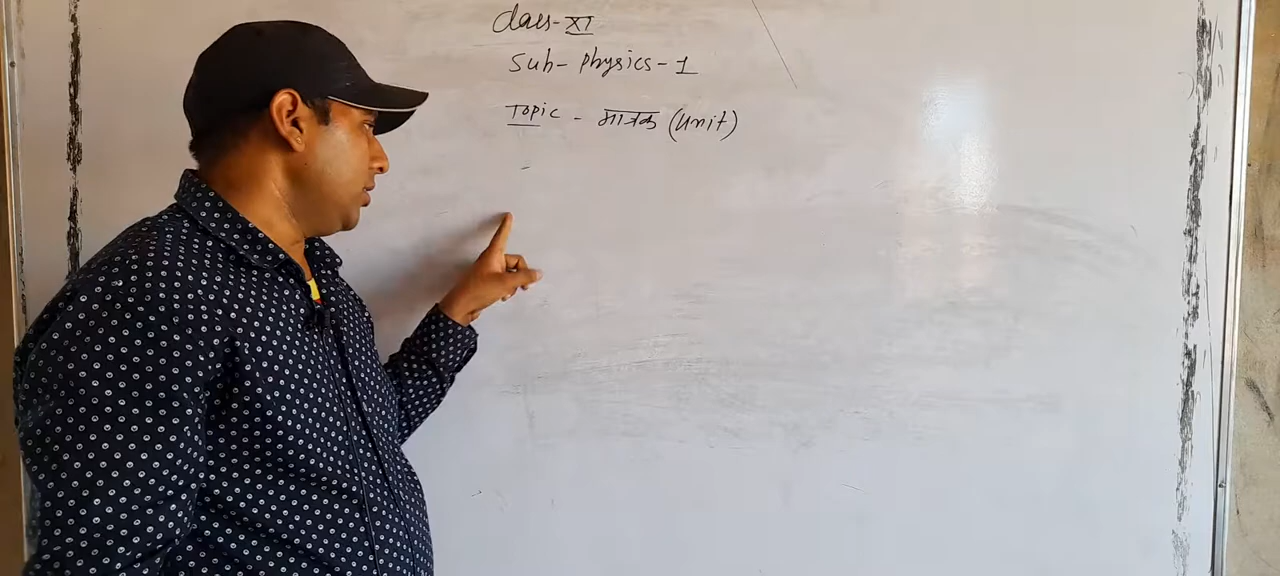 Class-XI
Sub- Physics-1
Topic - मात्रक (Unit)